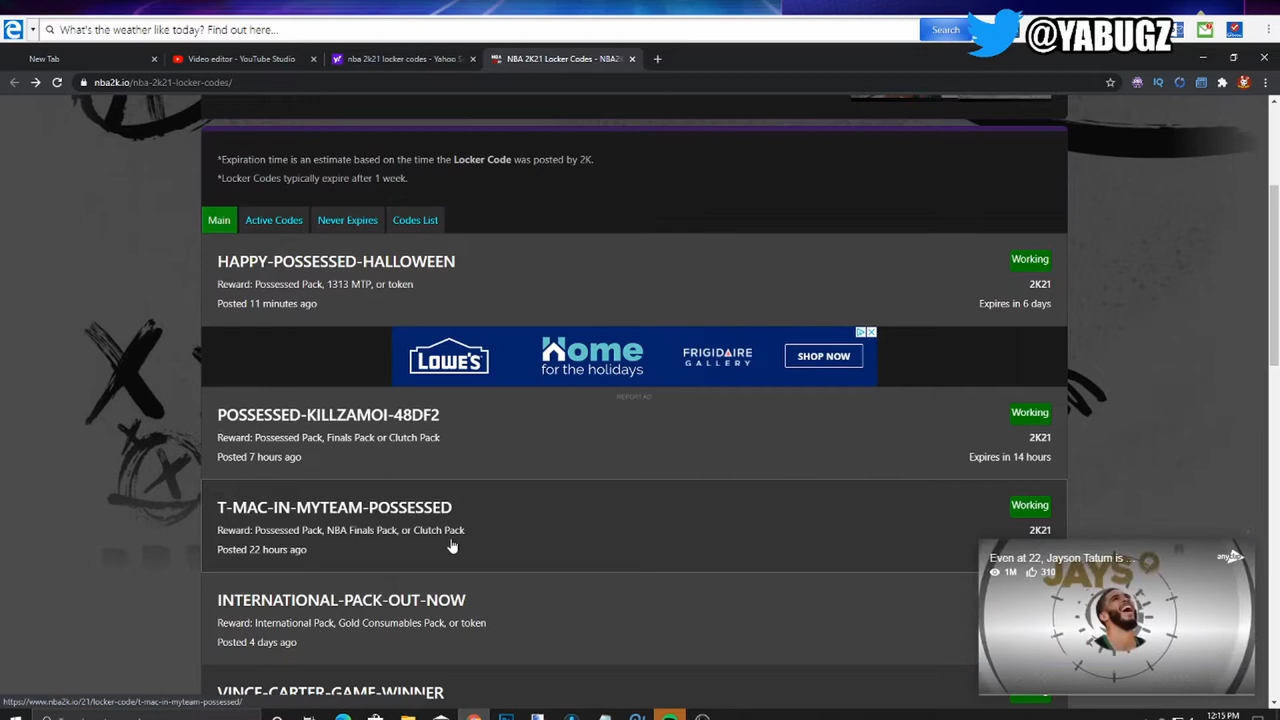 What's the weather like today? Find out here...
Search
@YABUGZ
New Tab
Video editor - YouTube Studio
nba 2k21 locker codes - Yahoo S
NBA 2K21 Locker Codes - NBA2
nba2k.io/nba-2k21-locker-codes/
IQ
*Expiration time is an estimate based on the time the Locker Code was posted by 2K.
*Locker Codes typically expire after 1 week.
Main
Active Codes
Never Expires
Codes List
HAPPY-POSSESSED-HALLOWEEN
Working
Reward: Possessed Pack, 1313 MTP, or token
2K21
Posted 11 minutes ago
Expires in 6 days
LOWE'S
Home
for the holidays
FRIGIDAIRE
GALLERY
SHOP NOW
REPORT AD
POSSESSED-KILLZAMOI-48DF2
Working
Reward: Possessed Pack, Finals Pack or Clutch Pack
2K21
Posted 7 hours ago
Expires in 14 hours
T-MAC-IN-MYTEAM-POSSESSED
Working
Reward: Possessed Pack, NBA Finals Pack, or Clutch Pack
2K21
Posted 22 hours ago
Even at 22, Jayson Tatum is ...
1M
310
JAYS
INTERNATIONAL-PACK-OUT-NOW
Reward: International Pack, Gold Consumables Pack, or token
Posted 4 days ago
VINCE-CARTER-GAME-WINNER
https://www.nba2k.io/21/locker-code/t-mac-in-myteam-possessed/
12:15 PM